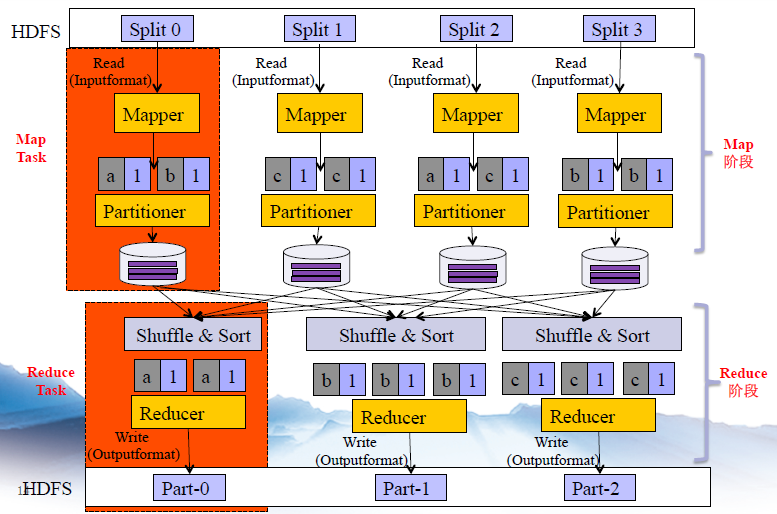 HDFS
Split 0
Split 1
Split 2
Split 3
Read
(Inputformat)
Read
(Inputformat)
Read
(Inputformat)
Read
(Inputformat)
Mapper
Mapper
Mapper
Mapper
Map
Task
Map
阶段
a 1 b 1
c 1 c 1
a 1 c 1
b 1 b 1
Partitioner
Partitioner
Partitioner
Partitioner
Shuffle & Sort
Shuffle & Sort
Shuffle & Sort
Reduce
Task
Reduce
阶段
a 1 a 1
b 1 b 1 b 1
c 1 c 1 c 1
Reducer
Reducer
Reducer
Write
(Outputformat)
Write
(Outputformat)
Write
(Outputformat)
HDFS
Part-0
Part-1
Part-2